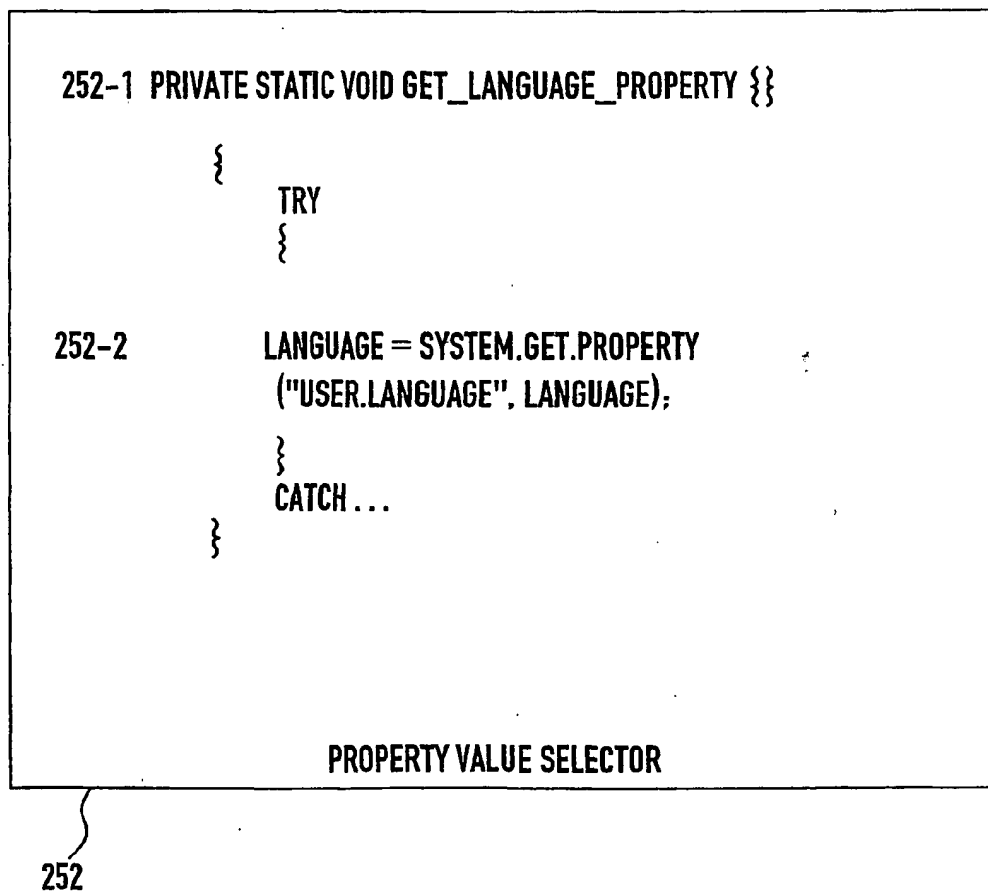 252-1 PRIVATE STATIC VOID GET_LANGUAGE_PROPERTY {}
{
TRY
{
252-2 LANGUAGE = SYSTEM.GET.PROPERTY
("USER.LANGUAGE", LANGUAGE);
}
CATCH...
}
PROPERTY VALUE SELECTOR
252